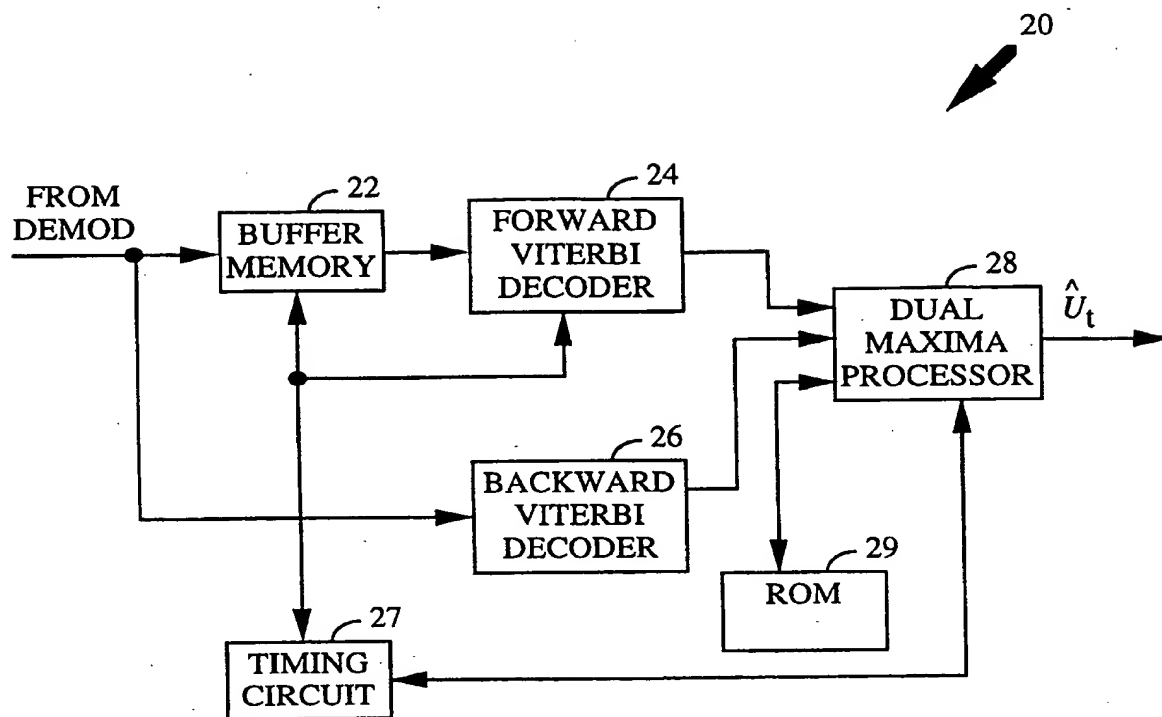 20
FROM
DEMOD
22
BUFFER
MEMORY
24
FORWARD
VITERBI
DECODER
28
DUAL
MAXIMA
PROCESSOR
Û_t
26
BACKWARD
VITERBI
DECODER
29
ROM
27
TIMING
CIRCUIT